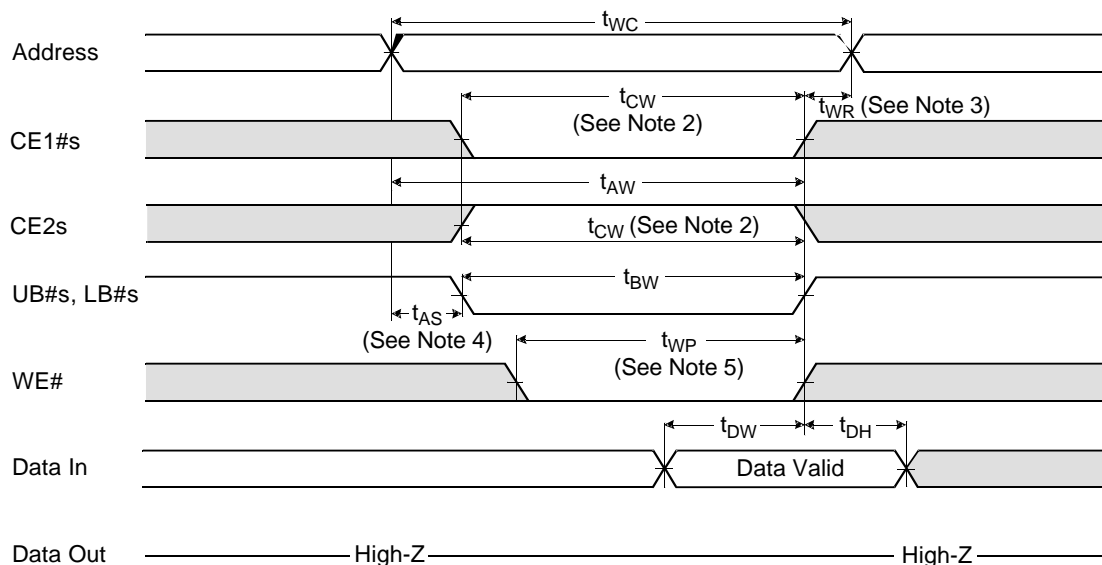 tWC
Address
tCW
(See Note 2)
tWR (See Note 3)
CE1#s
tAW
CE2s
tCW (See Note 2)
UB#s, LB#s
tBW
tAS
(See Note 4)
tWP
(See Note 5)
WE#
tDW
tDH
Data In
Data Valid
Data Out
High-Z
High-Z